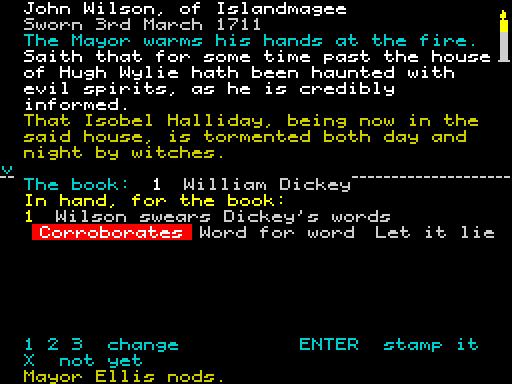 John Wilson, of Islandmagee
Sworn 3rd March 1711
The Mayor warms his hands at the fire.
Saith that for some time past the house
of Hugh Wylie hath been haunted with
evil spirits, as he is credibly
informed.
That Isobel Halliday, being now in the
said house, is tormented both day and
night by witches.
v
The book: 1 William Dickey
In hand, for the book:
1 Wilson swears Dickey's words
Corroborates Word for word Let it lie
1 2 3 change ENTER stamp it
X not yet
Mayor Ellis nods.